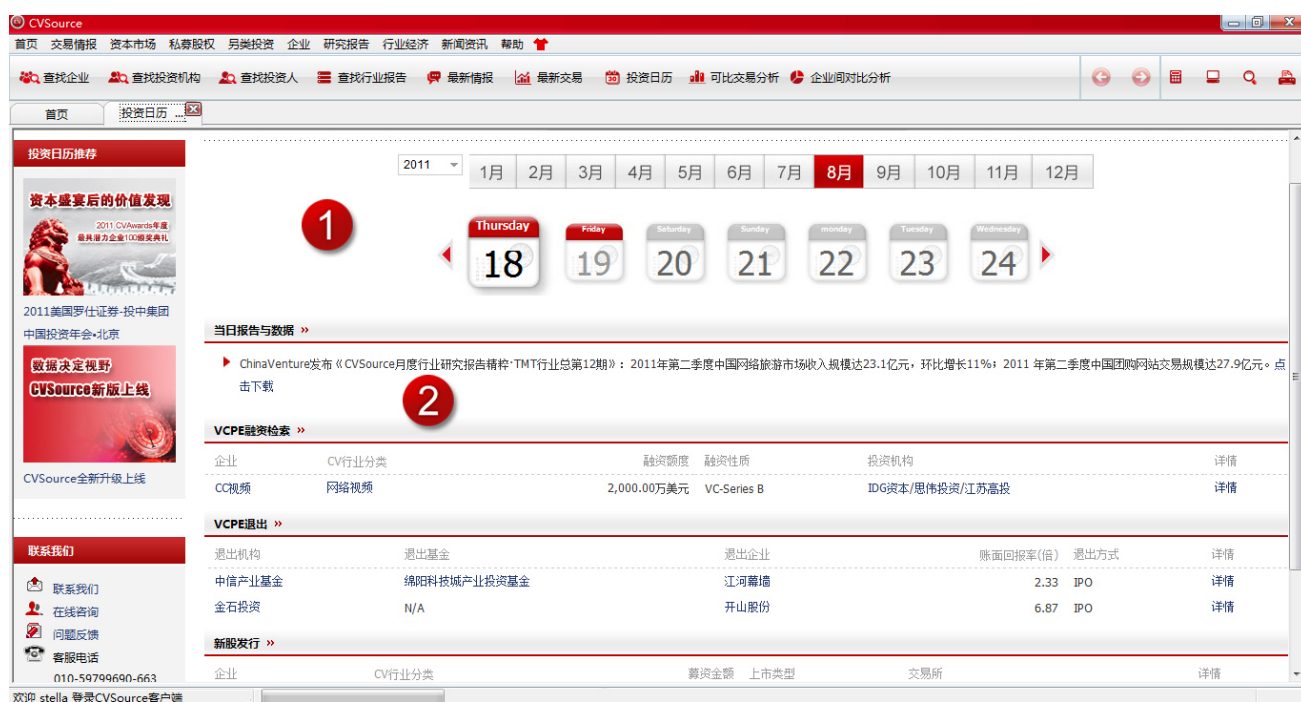 CVSource
首页 交易情报 资本市场 私募股权 另类投资 企业 研究报告 行业经济 新闻资讯 帮助
查找企业 查找投资机构 查找投资人 查找行业报告 最新情报 最新交易 投资日历 可比交易分析 企业间对比分析
首页 投资日历 ...
投资日历推荐
资本盛宴后的价值发现
2011 CVAwards年度
最具潜力企业100颁奖典礼
2011美国罗仕证券-投中集团
中国投资年会•北京
数据决定视野
CVSource新版上线
CVSource全新升级上线
联系我们
联系我们
在线咨询
问题反馈
客服电话
010-59799690-663
2011 1月 2月 3月 4月 5月 6月 7月 8月 9月 10月 11月 12月
1
Thursday Friday Saturday Sunday monday Tuesday Wednesday
18 19 20 21 22 23 24
当日报告与数据 »
ChinaVenture发布《CVSource月度行业研究报告精粹·TMT行业总第12期》：2011年第二季度中国网络旅游市场收入规模达23.1亿元，环比增长11%；2011 年第二季度中国团购网站交易规模达27.9亿元。点
击下载
2
VCPE融资检索 »
企业 CV行业分类 融资额度 融资性质 投资机构 详情
CC视频 网络视频 2,000.00万美元 VC-Series B IDG资本/思伟投资/江苏高投 详情
VCPE退出 »
退出机构 退出基金 退出企业 账面回报率(倍) 退出方式 详情
中信产业基金 绵阳科技城产业投资基金 江河幕墙 2.33 IPO 详情
金石投资 N/A 开山股份 6.87 IPO 详情
新股发行 »
企业 CV行业分类 募资金额 上市类型 交易所 详情
欢迎 stella 登录CVSource客户端